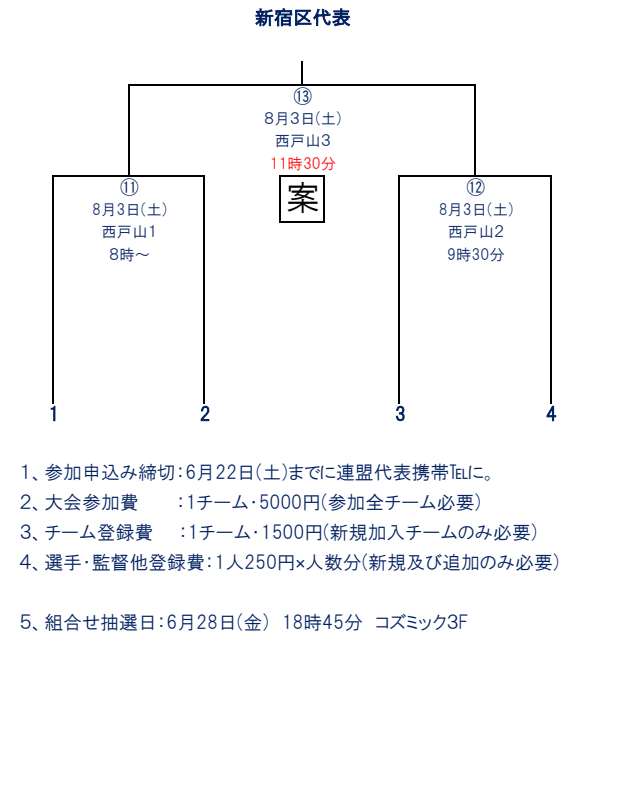 新宿区代表
⑬
8月3日(土)
西戸山3
11時30分
案
⑪
8月3日(土)
西戸山1
8時～
⑫
8月3日(土)
西戸山2
9時30分
1
2
3
4
1、参加申込み締切：6月22日(土)までに連盟代表携帯℡に。
2、大会参加費　　：1チーム・5000円(参加全チーム必要)
3、チーム登録費　：1チーム・1500円(新規加入チームのみ必要)
4、選手・監督他登録費：1人250円×人数分(新規及び追加のみ必要)
5、組合せ抽選日：6月28日(金)　18時45分　コズミック3F